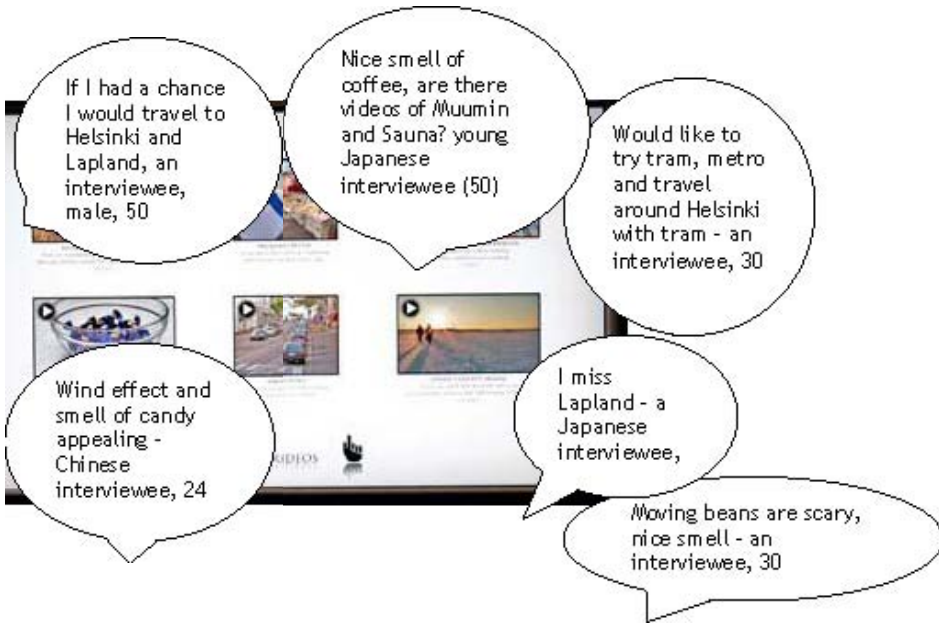 If I had a chance
I would travel to
Helsinki and
Lapland, an
interviewee,
male, 50
Nice smell of
coffee, are there
videos of Muumin
and Sauna? young
Japanese
interviewee (50)
Would like to
try tram, metro
and travel
around Helsinki
with tram - an
interviewee, 30
Wind effect and
smell of candy
appealing -
Chinese
interviewee, 24
I miss
Lapland - a
Japanese
interviewee,
Moving beans are scary,
nice smell - an
interviewee, 30